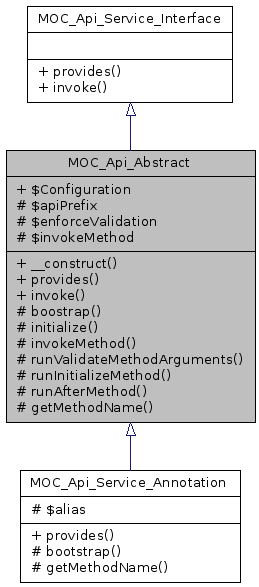 MOC_Api_Service_Interface
+ provides()
+ invoke()
MOC_Api_Abstract
+ $Configuration
# $apiPrefix
# $enforceValidation
# $invokeMethod
+ __construct()
+ provides()
+ invoke()
# boostrap()
# initialize()
# invokeMethod()
# runValidateMethodArguments()
# runInitializeMethod()
# runAfterMethod()
# getMethodName()
MOC_Api_Service_Annotation
# $alias
+ provides()
# bootstrap()
# getMethodName()